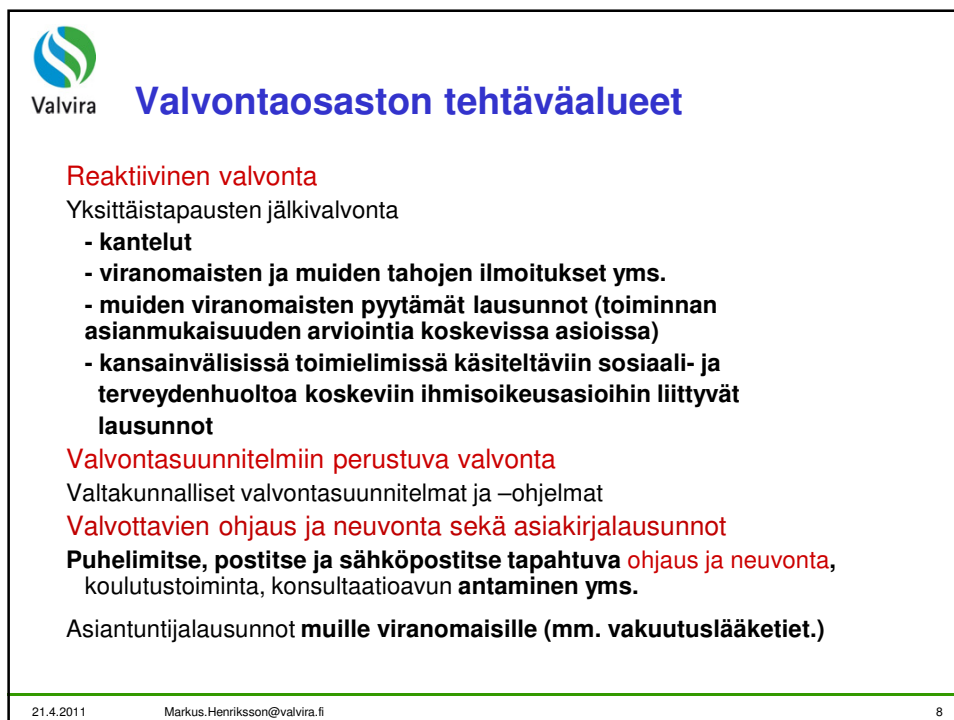 Valvira
Valvontaosaston tehtäväalueet
Reaktiivinen valvonta
Yksittäistapausten jälkivalvonta
- kantelut
- viranomaisten ja muiden tahojen ilmoitukset yms.
- muiden viranomaisten pyytämät lausunnot (toiminnan
asianmukaisuuden arviointia koskevissa asioissa)
- kansainvälisissä toimielimissä käsiteltäviin sosiaali- ja
terveydenhuoltoa koskeviin ihmisoikeusasioihin liittyvät
lausunnot
Valvontasuunnitelmiin perustuva valvonta
Valtakunnalliset valvontasuunnitelmat ja –ohjelmat
Valvottavien ohjaus ja neuvonta sekä asiakirjalausunnot
Puhelimitse, postitse ja sähköpostitse tapahtuva ohjaus ja neuvonta,
koulutustoiminta, konsultaatioavun antaminen yms.
Asiantuntijalausunnot muille viranomaisille (mm. vakuutuslääketiet.)
21.4.2011 Markus.Henriksson@valvira.fi 8